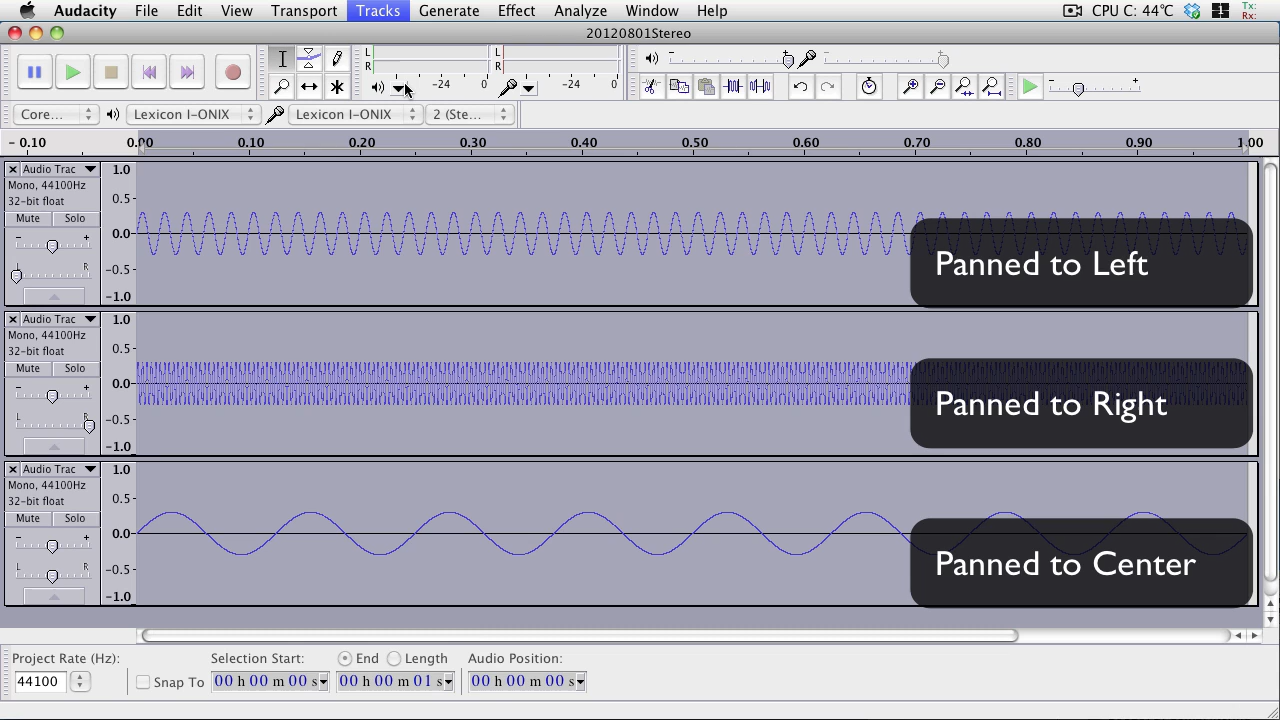 Audacity File Edit View Transport Tracks Generate Effect Analyze Window Help CPU C: 44°C 1 Tx: Rx:
20120801Stereo
L R -24 0 L R -24 0
Core... Lexicon I-ONIX Lexicon I-ONIX 2 (Ste...
- 0.10 0.00 0.10 0.20 0.30 0.40 0.50 0.60 0.70 0.80 0.90 1.00
Audio Trac
Mono, 44100Hz
32-bit float
Mute Solo
- +
L R
1.0
0.5
0.0
-0.5
-1.0
Panned to Left
Audio Trac
Mono, 44100Hz
32-bit float
Mute Solo
- +
L R
1.0
0.5
0.0
-0.5
-1.0
Panned to Right
Audio Trac
Mono, 44100Hz
32-bit float
Mute Solo
- +
L R
1.0
0.5
0.0
-0.5
-1.0
Panned to Center
Project Rate (Hz): Selection Start: End Length Audio Position:
44100 Snap To 00 h 00 m 00 s 00 h 00 m 01 s 00 h 00 m 00 s